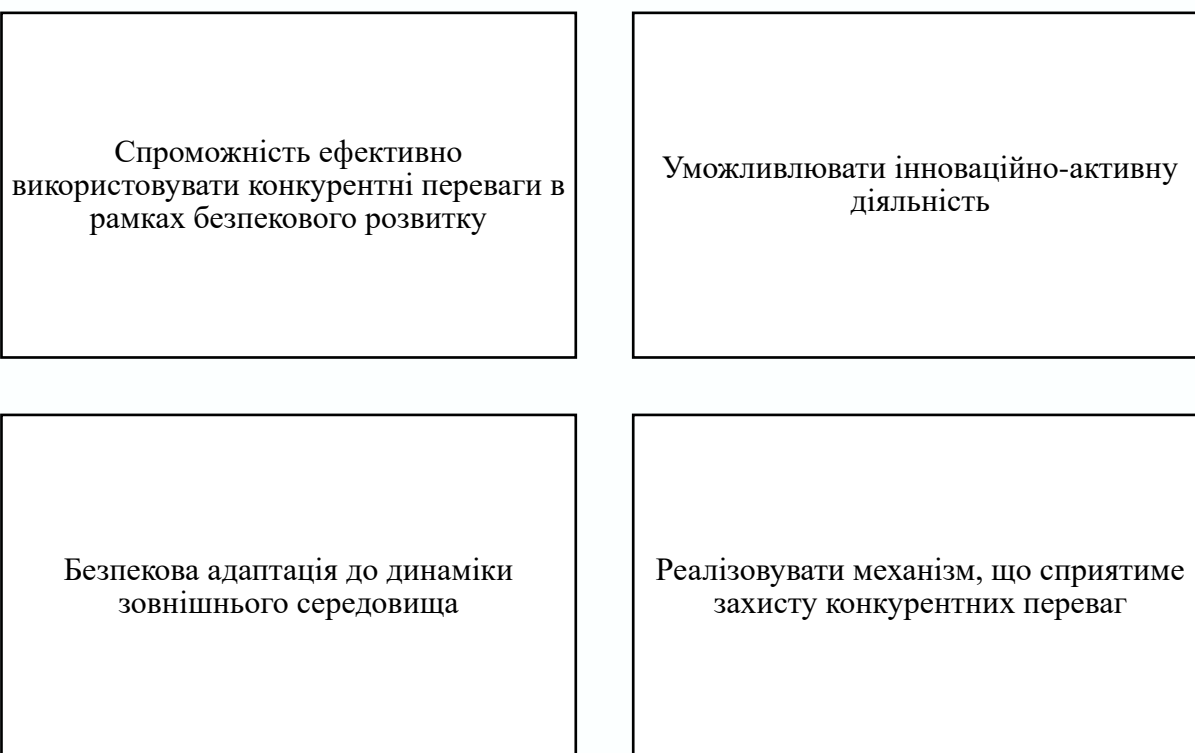 Спроможність ефективно
використовувати конкурентні переваги в
рамках безпекового розвитку
Уможливлювати інноваційно-активну
діяльність
Безпекова адаптація до динаміки
зовнішнього середовища
Реалізовувати механізм, що сприятиме
захисту конкурентних переваг